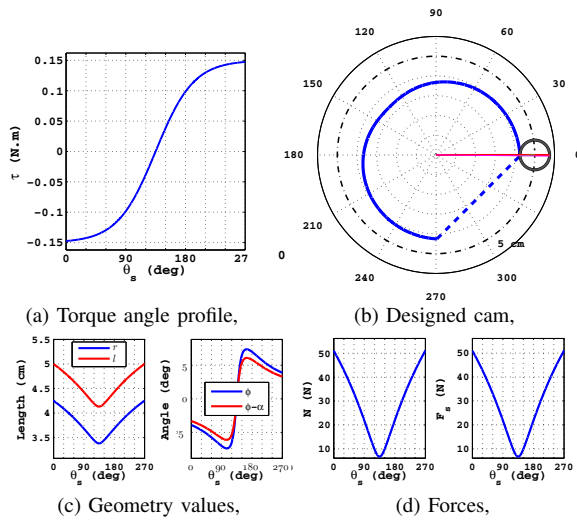 90
120
60
0.15
0.1
150
30
0.05
τ (N.m)
0
180
0
-0.05
-0.1
210
-0.15
5 cm
0
90
180
27
0
240
300
θs (deg)
270
(a) Torque angle profile,
(b) Designed cam,
5.5
r
l
5
4.5
4
3.5
Length (cm)
0
90
180
270
θs (deg)
5
0
Angle (deg)
φ
φ-α
0
90
180
270
θs (deg)
50
40
30
20
10
N (N)
0
90
180
270
θs (deg)
50
40
30
20
10
Fs (N)
0
90
180
270
θs (deg)
(c) Geometry values,
(d) Forces,